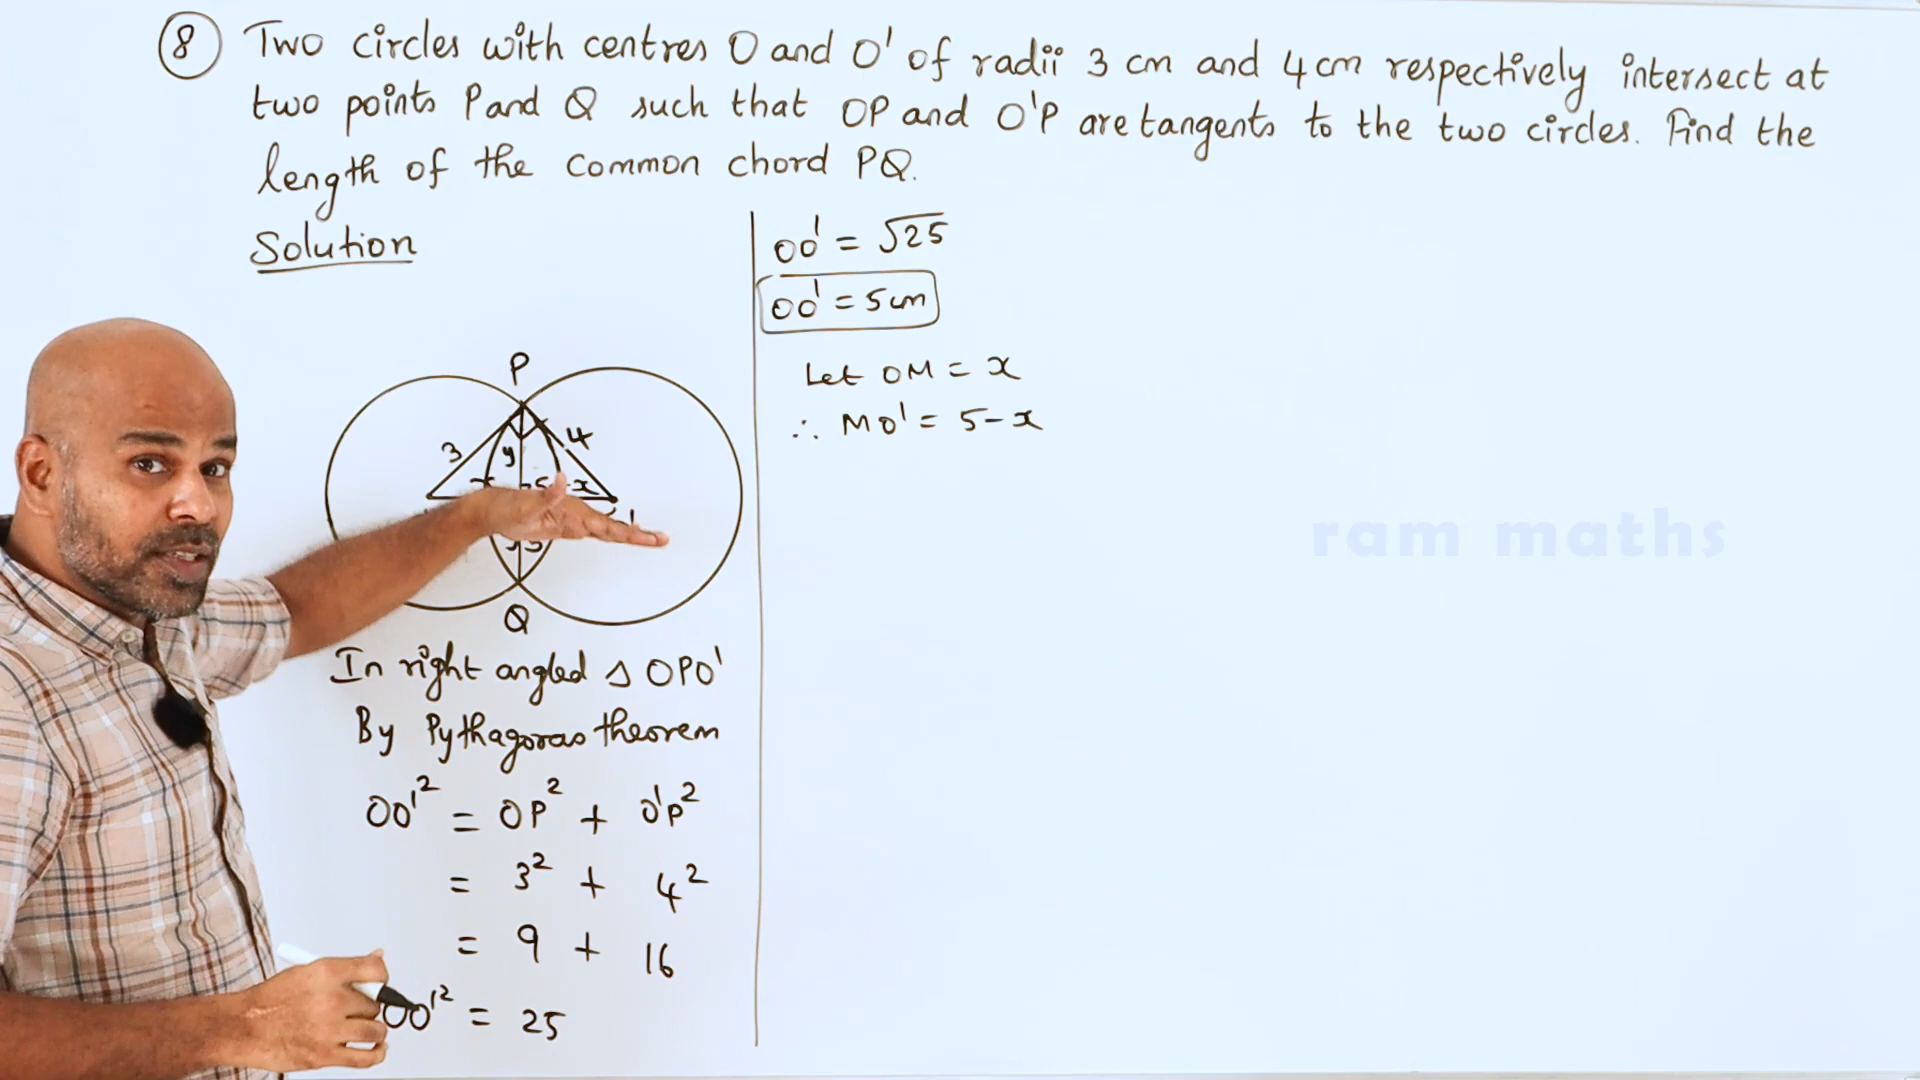 8 Two circles with centres O and O' of radii 3 cm and 4cm respectively intersect at
two points P and Q such that OP and O'P are tangents to the two circles. Find the
length of the common chord PQ.
Solution
P
3
4
y
x
5-x
Q
In right angled Δ OPO'
By Pythagoras theorem
OO'² = OP² + O'P²
= 3² + 4²
= 9 + 16
OO'² = 25
OO' = √25
OO' = 5cm
Let OM = x
∴ MO' = 5-x
ram maths